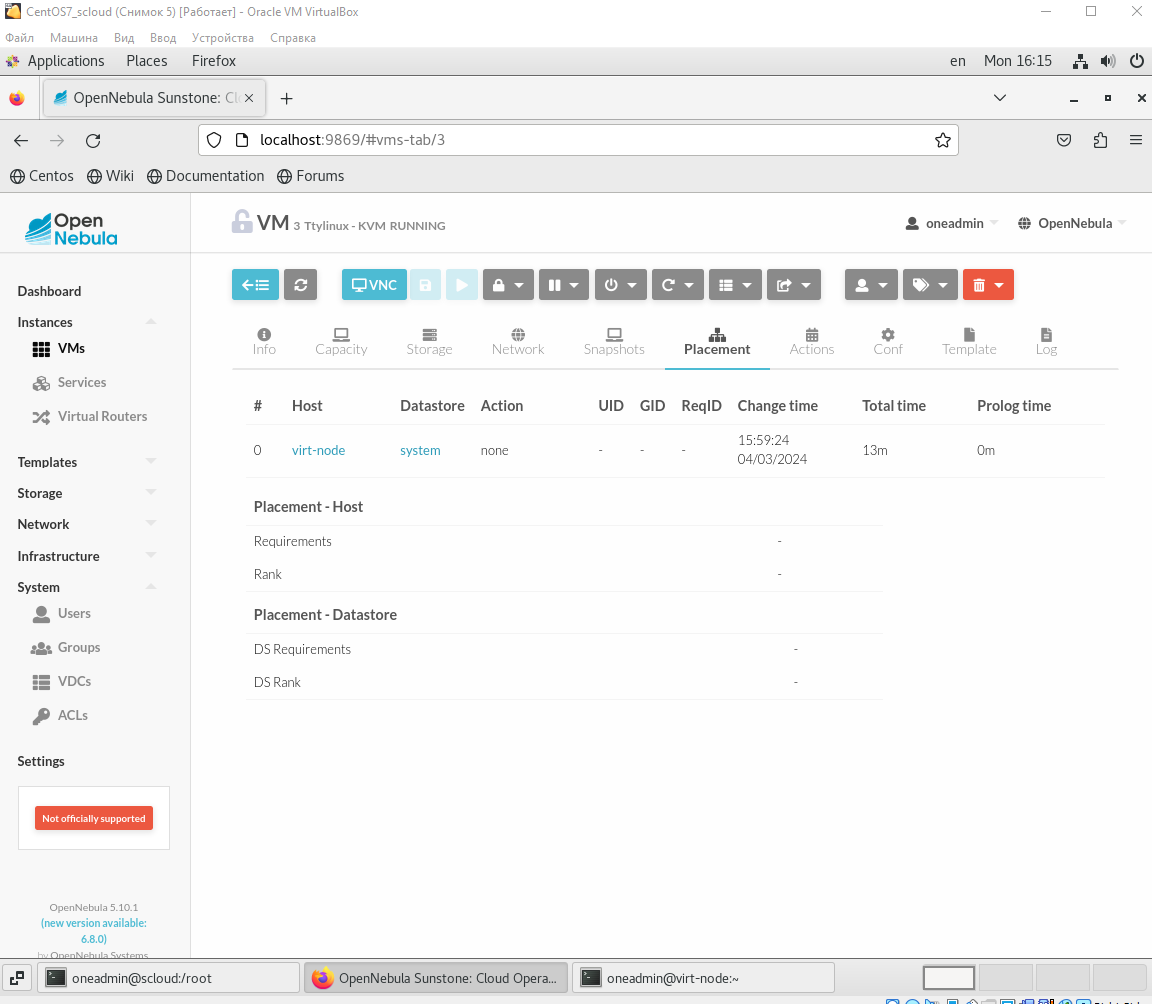 CentOS7_scloud (Снимок 5) [Работает] - Oracle VM VirtualBox
Файл Машина Вид Ввод Устройства Справка
Applications Places Firefox en Mon 16:15
OpenNebula Sunstone: Cl
localhost:9869/#vms-tab/3
Centos Wiki Documentation Forums
Open
Nebula
VM 3 Ttylinux - KVM RUNNING
oneadmin OpenNebula
VNC
Dashboard
Instances
VMs
Services
Virtual Routers
Templates
Storage
Network
Infrastructure
System
Users
Groups
VDCs
ACLs
Settings
Not officially supported
OpenNebula 5.10.1
(new version available:
6.8.0)
by OpenNebula Systems
Info Capacity Storage Network Snapshots Placement Actions Conf Template Log
# Host Datastore Action UID GID ReqID Change time Total time Prolog time
0 virt-node system none - - - 15:59:24 04/03/2024 13m 0m
Placement - Host
Requirements -
Rank -
Placement - Datastore
DS Requirements -
DS Rank -
oneadmin@scloud:/root
OpenNebula Sunstone: Cloud Opera...
oneadmin@virt-node:~